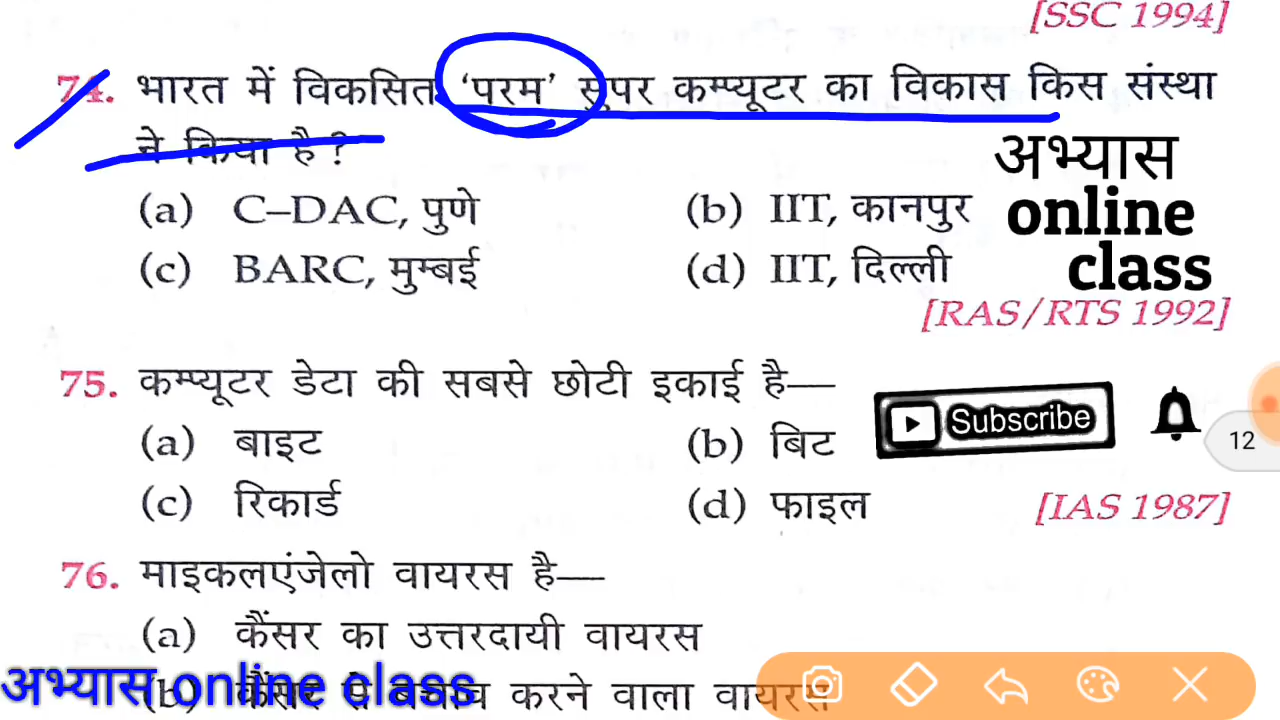 [SSC 1994]
74. भारत में विकसित ‘परम’ सुपर कम्प्यूटर का विकास किस संस्था
ने किया है ?
अभ्यास
online
class
(a) C–DAC, पुणे (b) IIT, कानपुर
(c) BARC, मुम्बई (d) IIT, दिल्ली
[RAS/RTS 1992]
75. कम्प्यूटर डेटा की सबसे छोटी इकाई है—
Subscribe
12
(a) बाइट (b) बिट
(c) रिकार्ड (d) फाइल [IAS 1987]
76. माइकलएंजेलो वायरस है—
(a) कैंसर का उत्तरदायी वायरस
अभ्यास online class
(b) कैंसर से बचाव करने वाला वायरस